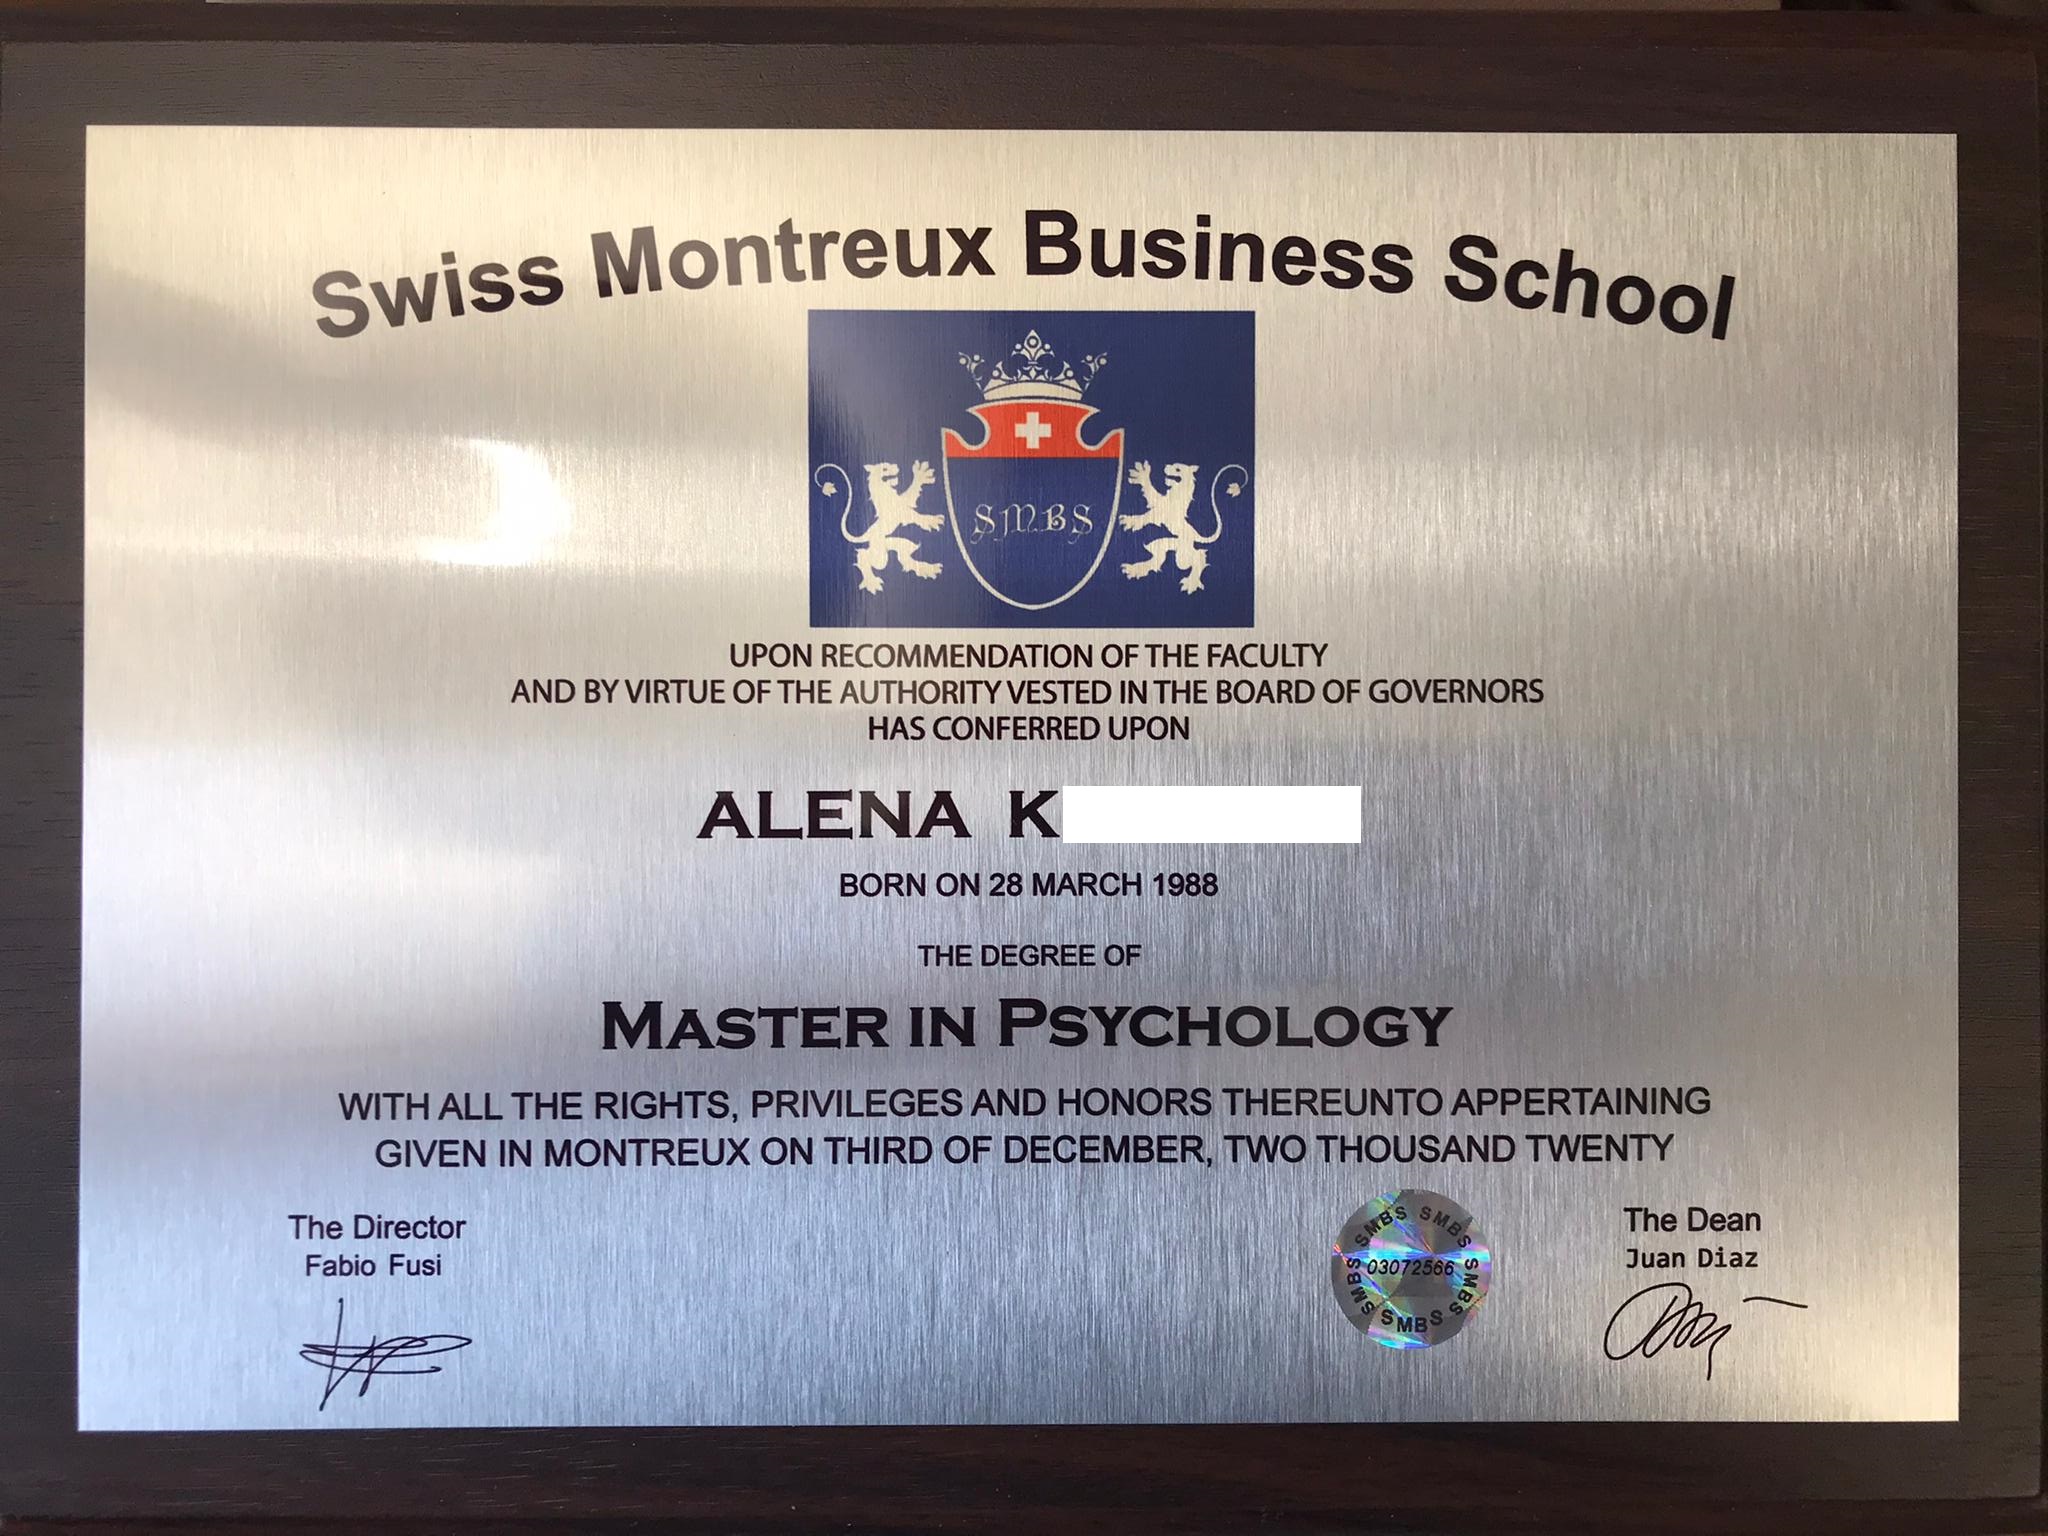 Swiss Montreux Business School
SMBS
UPON RECOMMENDATION OF THE FACULTY
AND BY VIRTUE OF THE AUTHORITY VESTED IN THE BOARD OF GOVERNORS
HAS CONFERRED UPON
ALENA K
BORN ON 28 MARCH 1988
THE DEGREE OF
MASTER IN PSYCHOLOGY
WITH ALL THE RIGHTS, PRIVILEGES AND HONORS THEREUNTO APPERTAINING
GIVEN IN MONTREUX ON THIRD OF DECEMBER, TWO THOUSAND TWENTY
The Director
Fabio Fusi
SMBS SMBS SMBS SMBS SMBS
03072566
The Dean
Juan Diaz